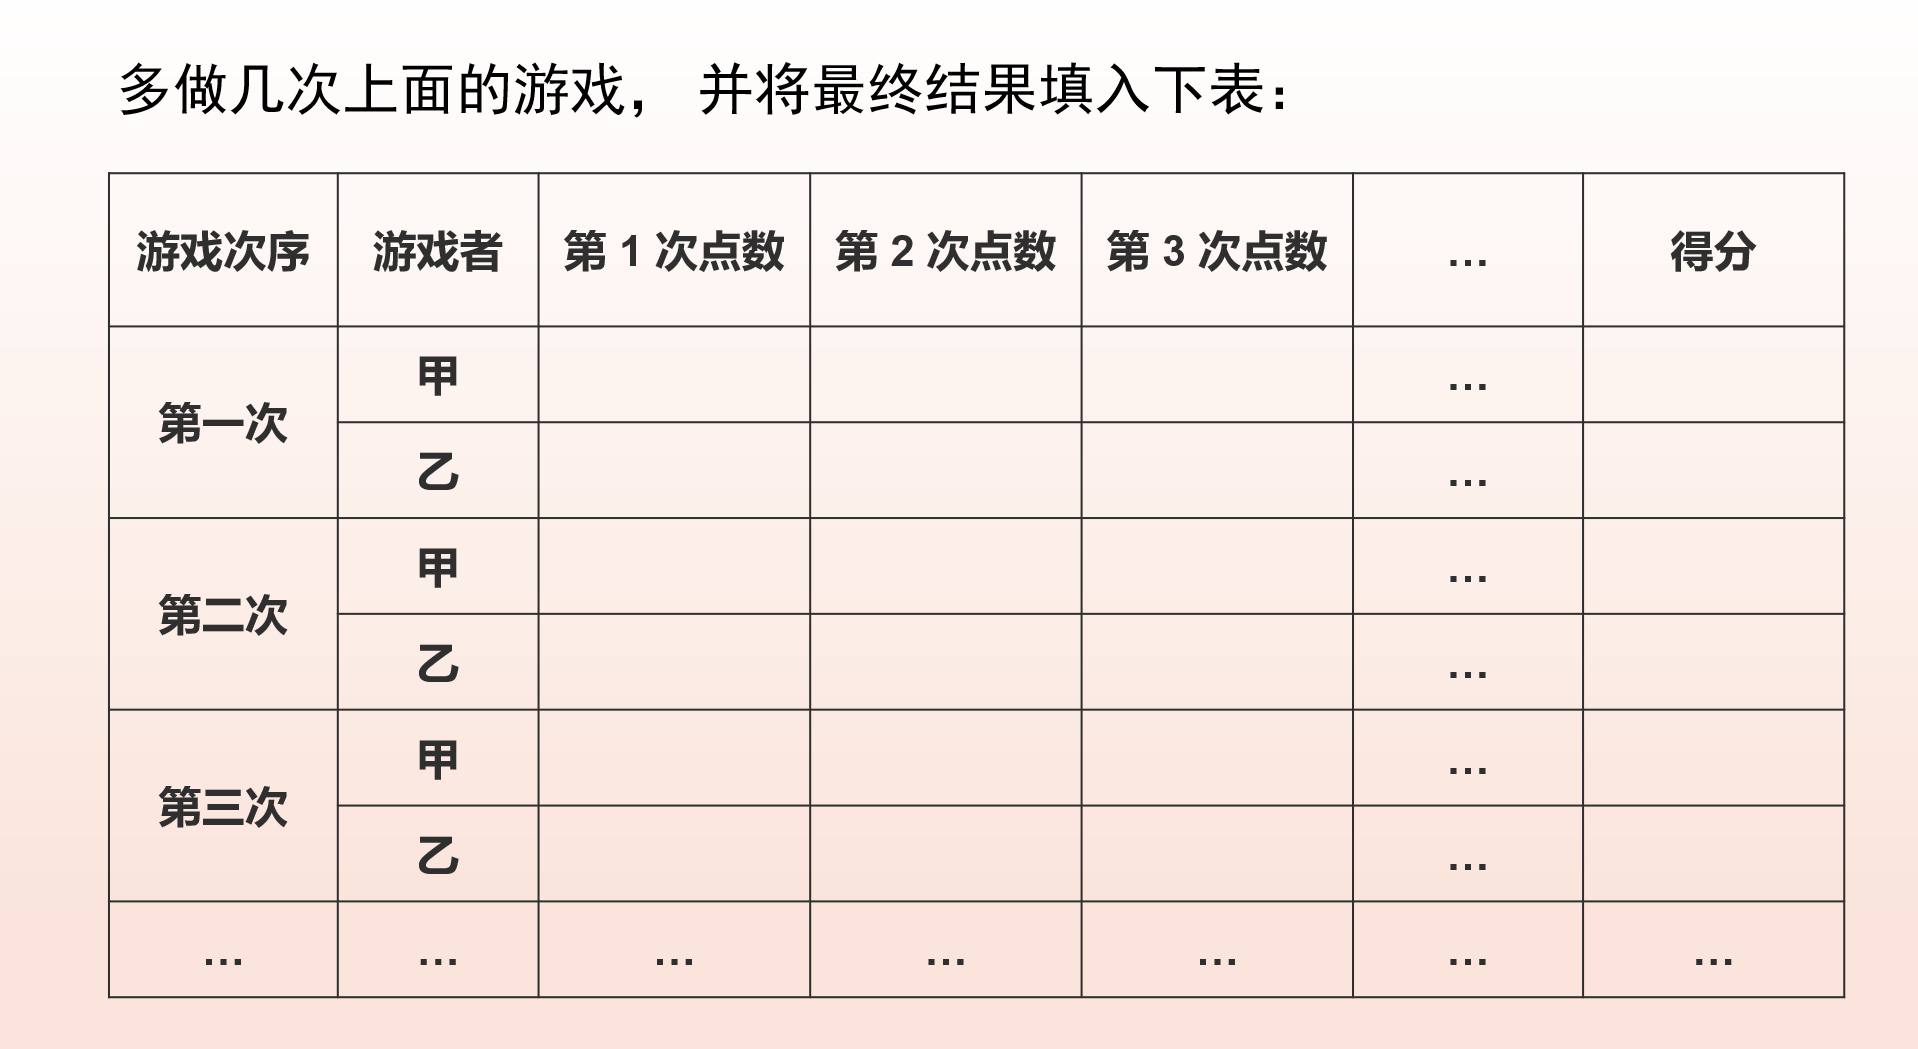 多做几次上面的游戏， 并将最终结果填入下表：
游戏次序 游戏者 第 1 次点数 第 2 次点数 第 3 次点数 … 得分
第一次 甲 …
乙 …
第二次 甲 …
乙 …
第三次 甲 …
乙 …
… … … … … … …